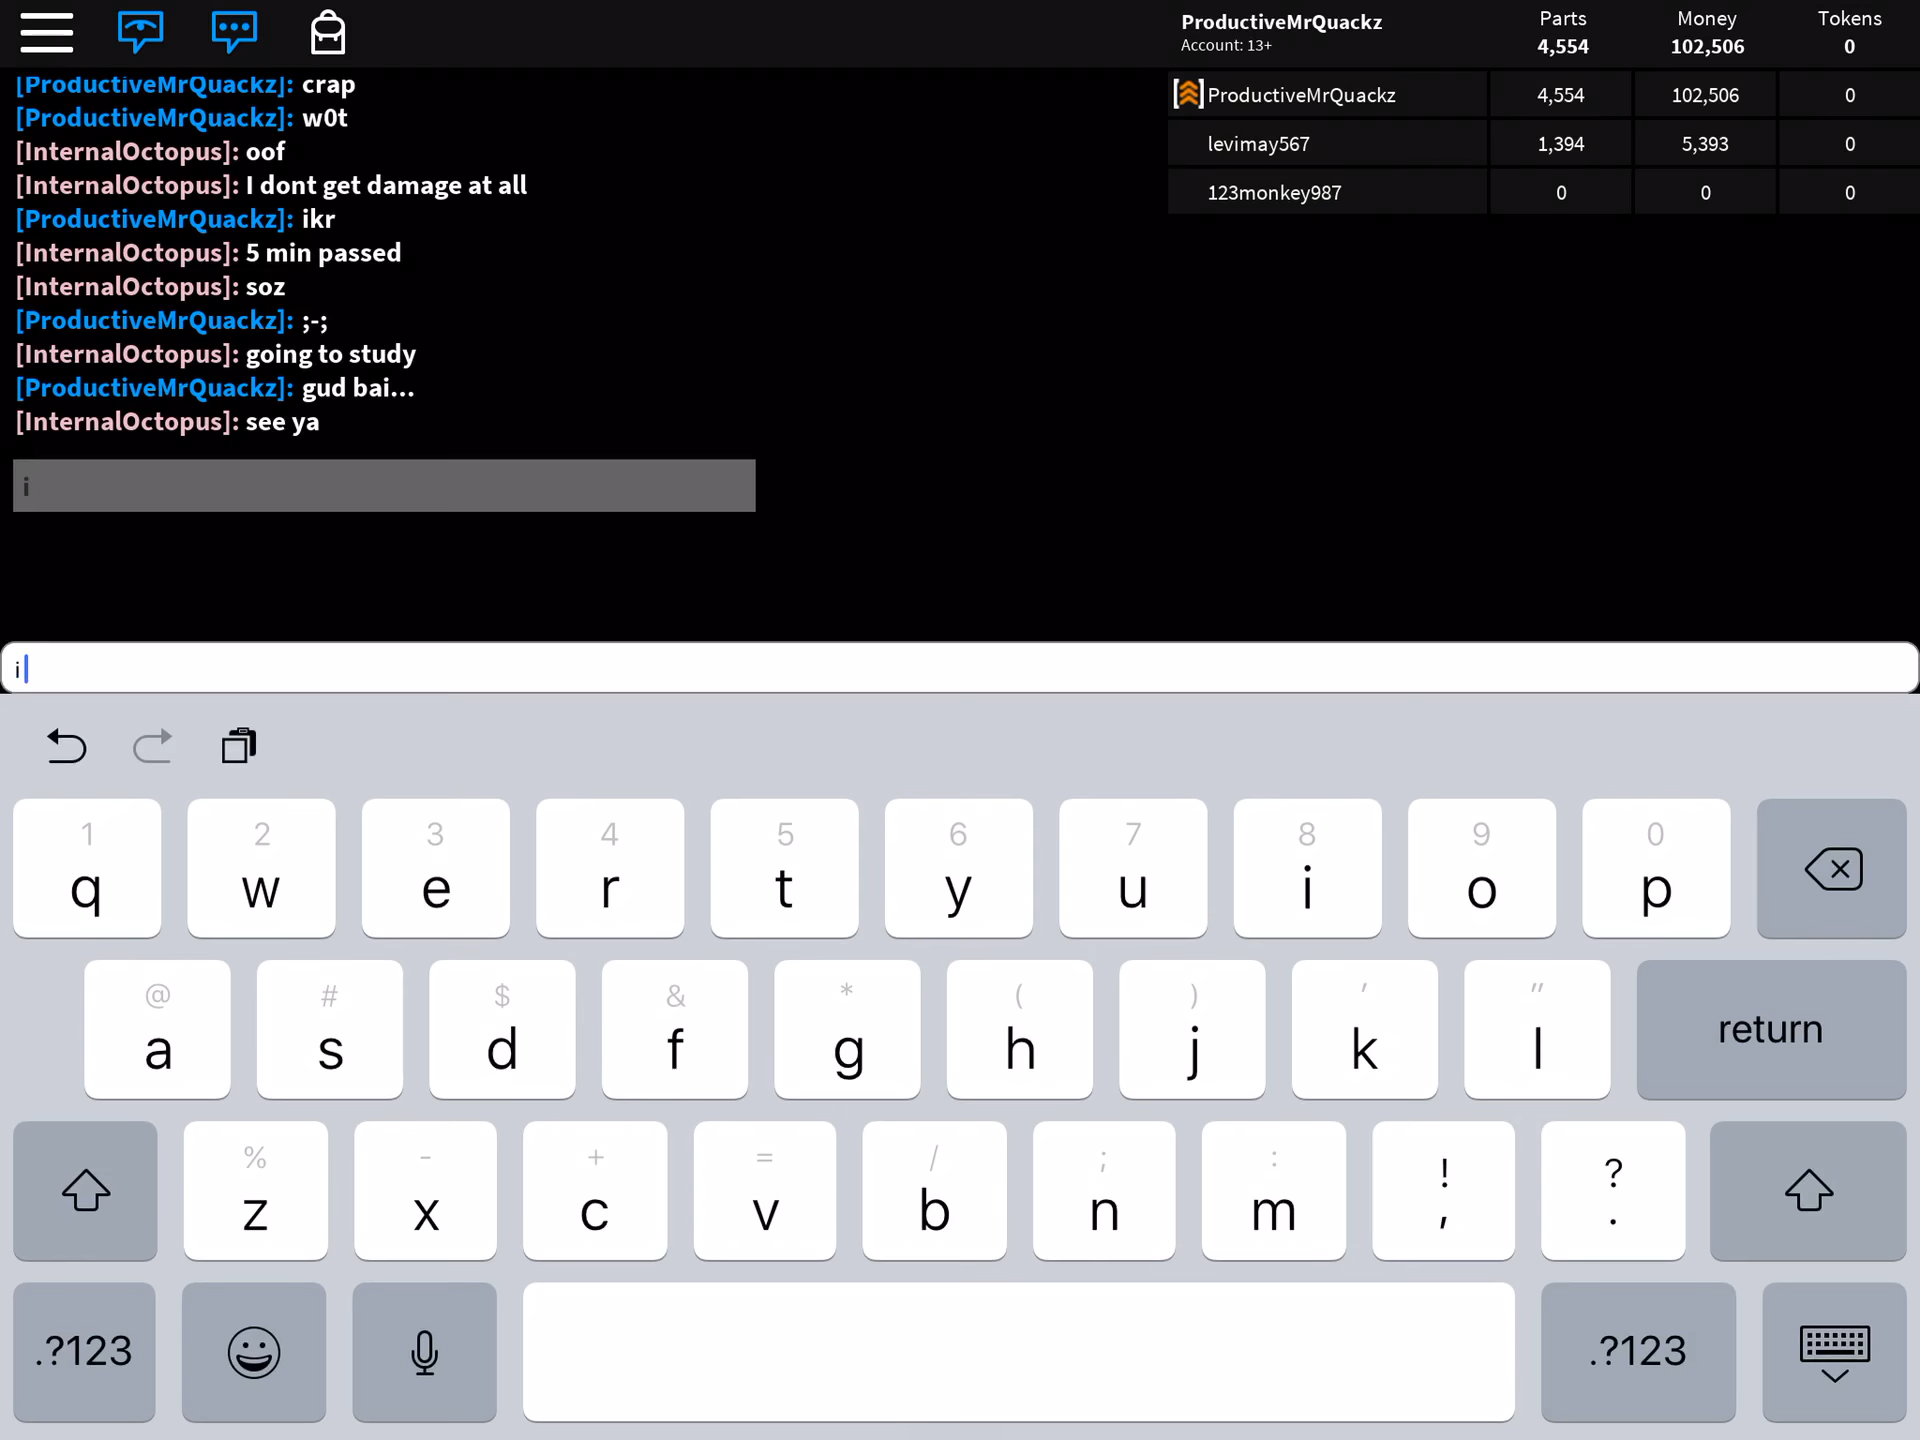 ProductiveMrQuackz
Account: 13+
Parts
4,554
Money
102,506
Tokens
0
ProductiveMrQuackz 4,554 102,506 0
levimay567 1,394 5,393 0
123monkey987 0 0 0
[ProductiveMrQuackz]: crap
[ProductiveMrQuackz]: w0t
[InternalOctopus]: oof
[InternalOctopus]: I dont get damage at all
[ProductiveMrQuackz]: ikr
[InternalOctopus]: 5 min passed
[InternalOctopus]: soz
[ProductiveMrQuackz]: ;-;
[InternalOctopus]: going to study
[ProductiveMrQuackz]: gud bai...
[InternalOctopus]: see ya
i
i
1 2 3 4 5 6 7 8 9 0
q w e r t y u i o p
@ # $ & * ( ) ' "
a s d f g h j k l return
% - + = / ; : ! ?
z x c v b n m , .
.?123 .?123